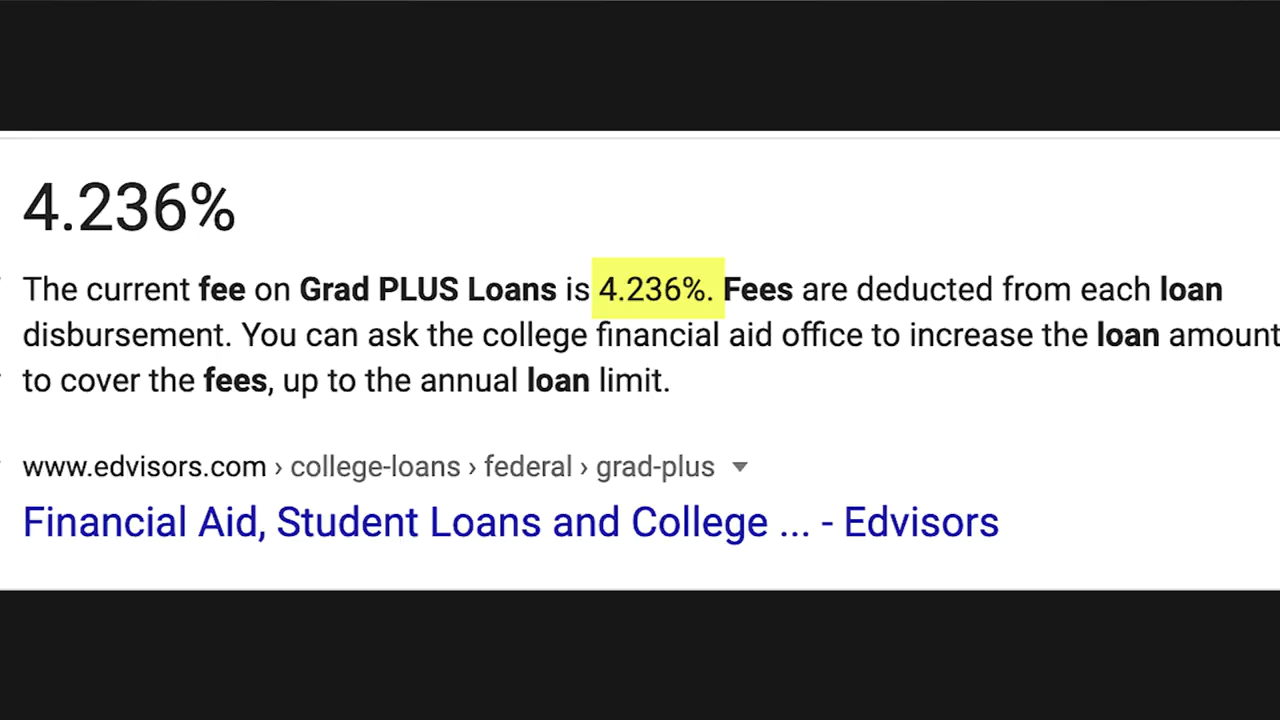 4.236%
The current fee on Grad PLUS Loans is 4.236%. Fees are deducted from each loan
disbursement. You can ask the college financial aid office to increase the loan amount
to cover the fees, up to the annual loan limit.
www.edvisors.com › college-loans › federal › grad-plus
Financial Aid, Student Loans and College ... - Edvisors